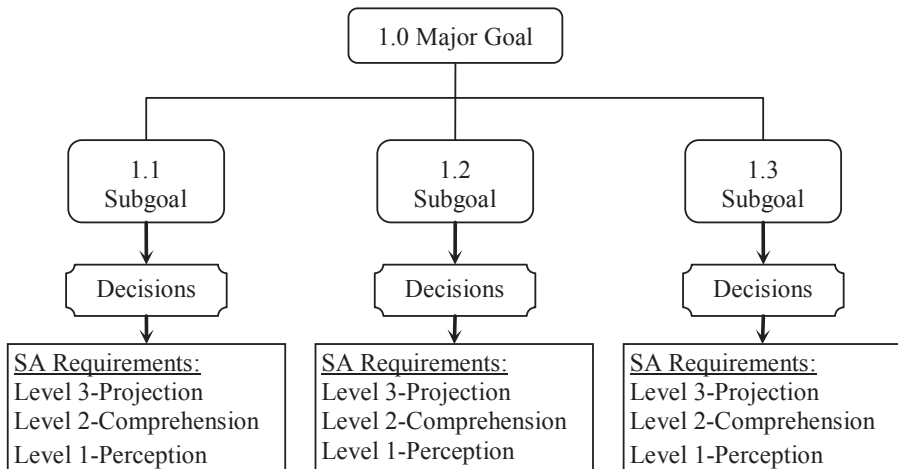 1.0 Major Goal
1.1
Subgoal
1.2
Subgoal
1.3
Subgoal
Decisions
Decisions
Decisions
SA Requirements:
Level 3-Projection
Level 2-Comprehension
Level 1-Perception
SA Requirements:
Level 3-Projection
Level 2-Comprehension
Level 1-Perception
SA Requirements:
Level 3-Projection
Level 2-Comprehension
Level 1-Perception